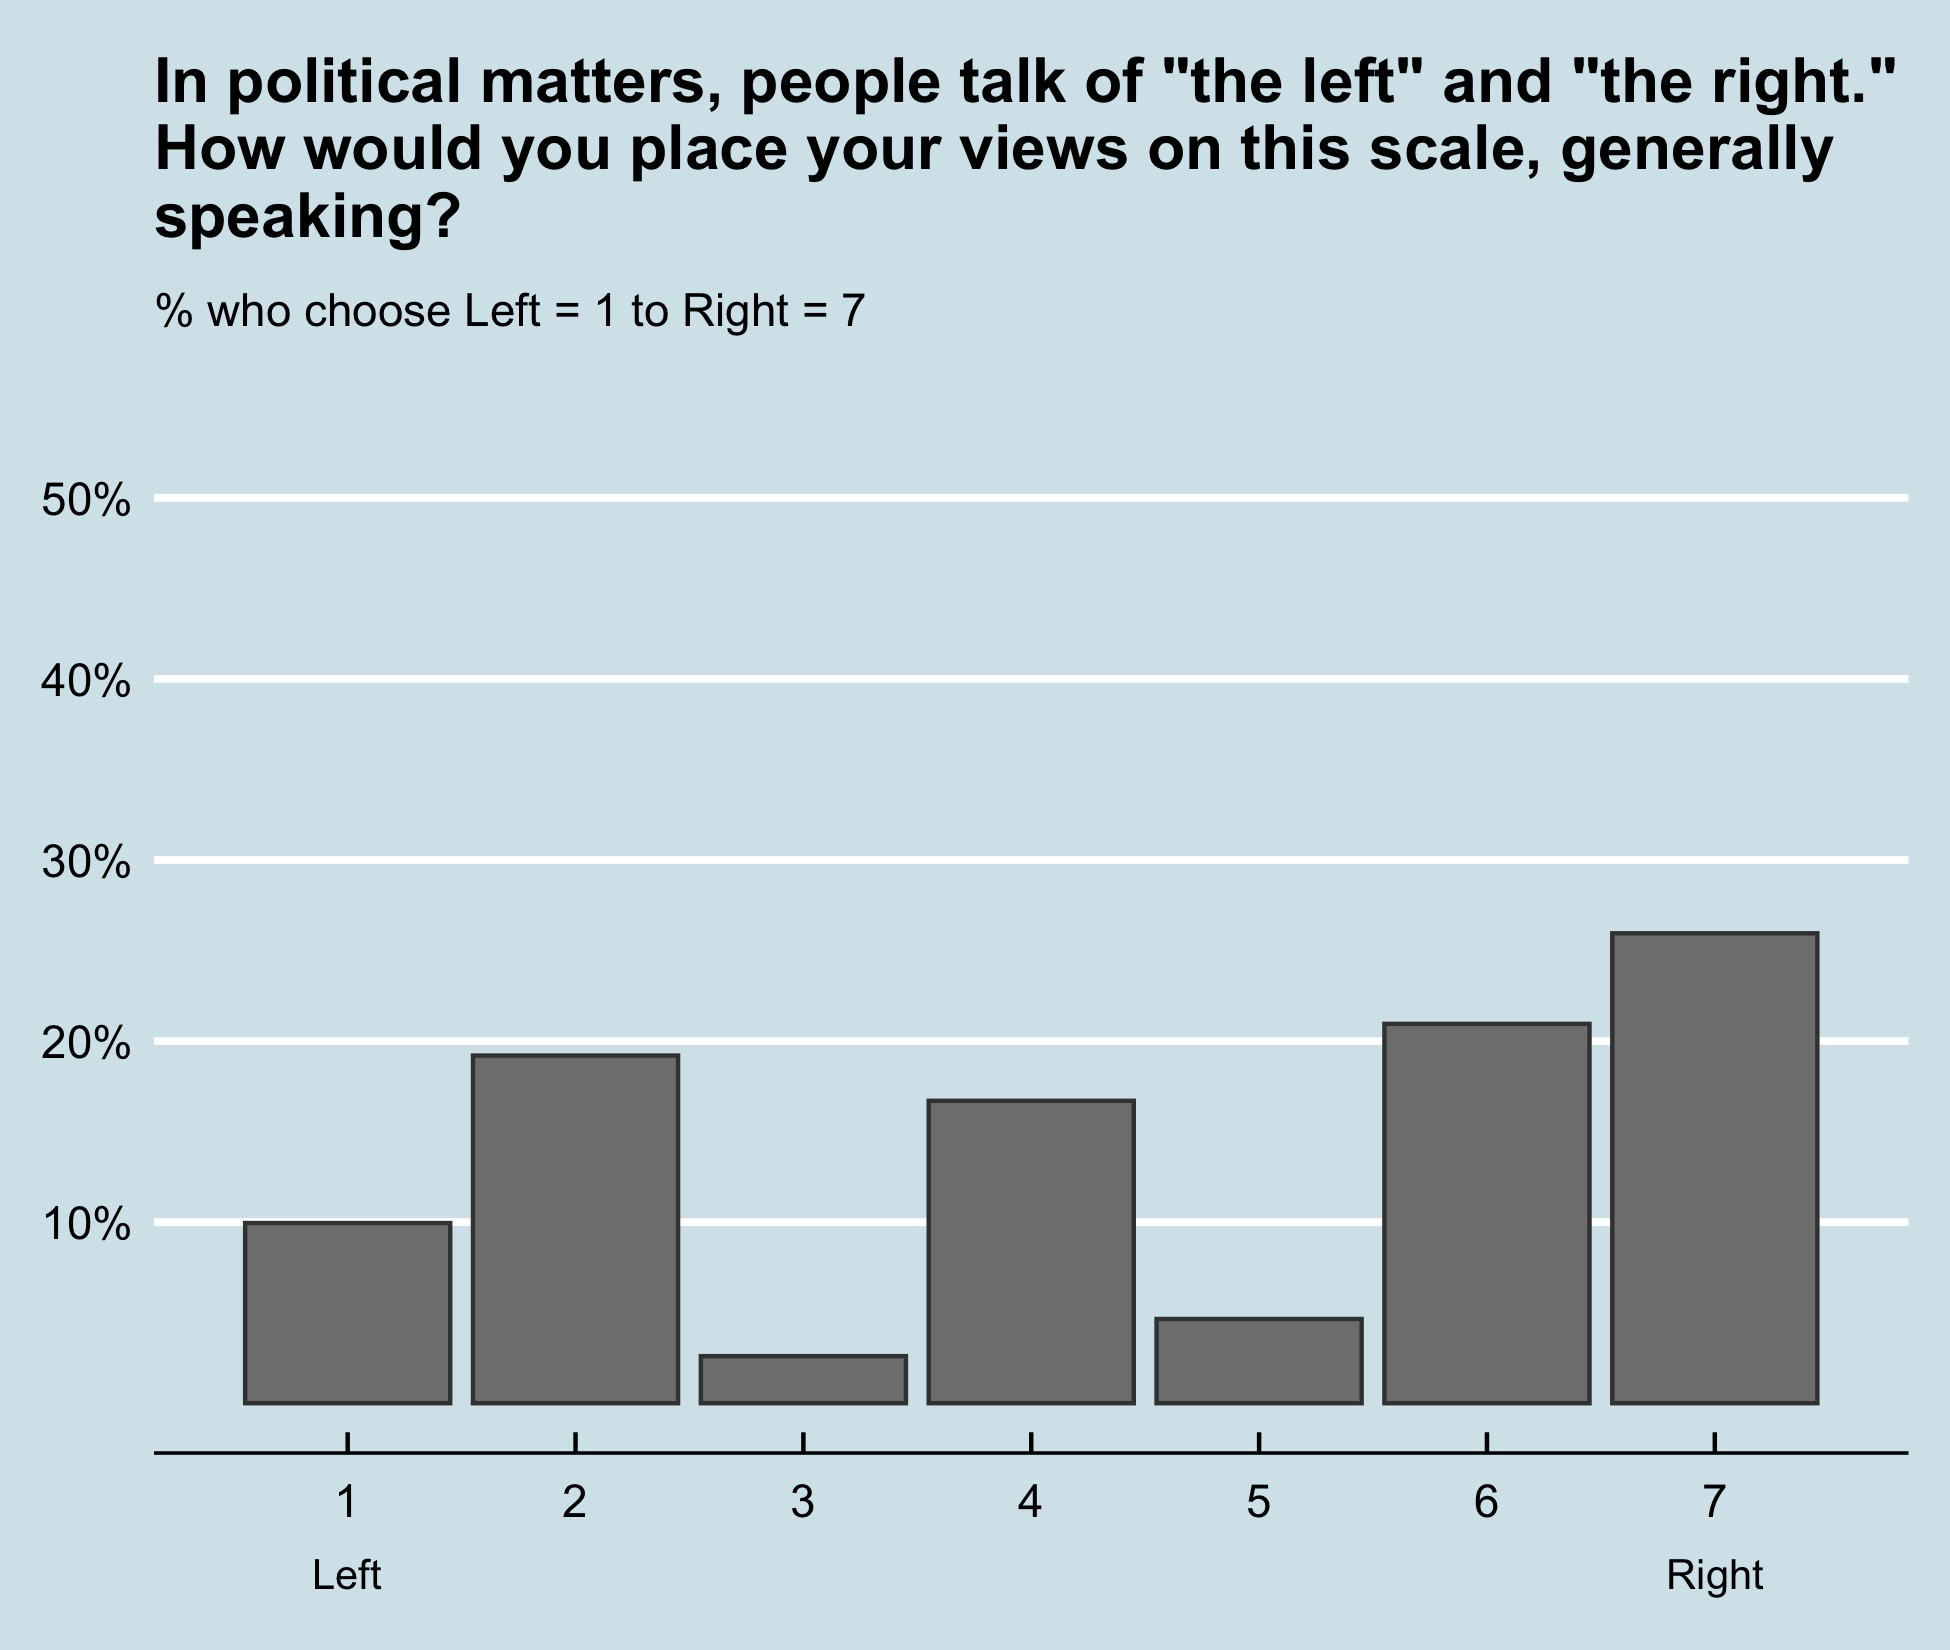 In political matters, people talk of "the left" and "the right."
How would you place your views on this scale, generally
speaking?
% who choose Left = 1 to Right = 7
50%
40%
30%
20%
10%
1 2 3 4 5 6 7
Left Right